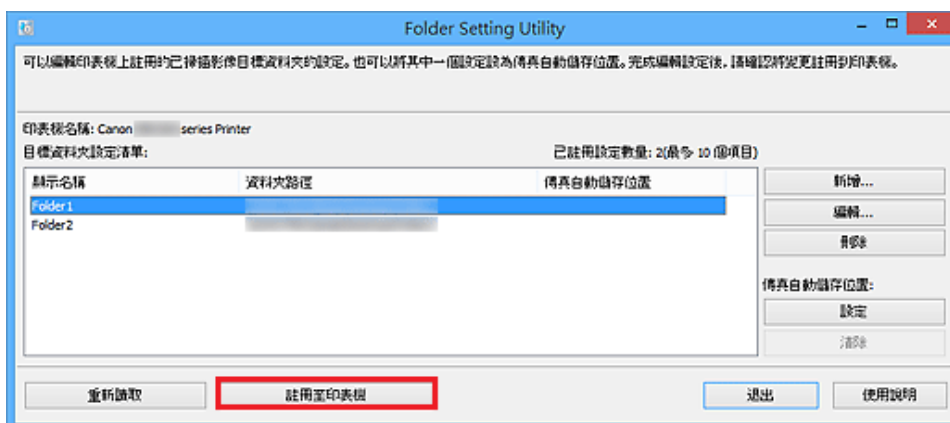 Folder Setting Utility
可以編輯印表機上註冊的已掃描影像目標資料夾的設定。也可以將其中一個設定設為傳真自動儲存位置。完成編輯設定後，請確認將變更註冊到印表機。
印表機名稱: Canon series Printer
目標資料夾設定清單:
已註冊設定數量: 2(最多 10 個項目)
顯示名稱 資料夾路徑 傳真自動儲存位置
Folder1
Folder2
新增...
編輯...
刪除
傳真自動儲存位置:
設定
清除
重新讀取 註冊至印表機 退出 使用說明